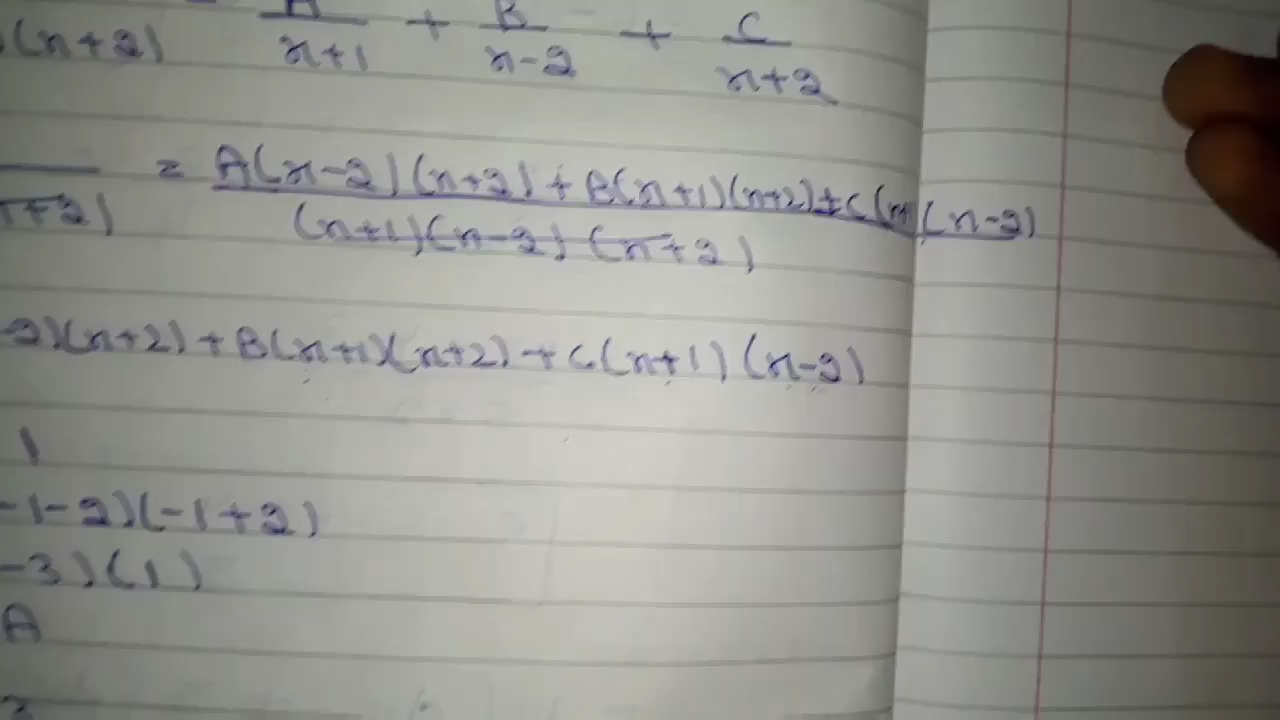 (x+2) A/x+1 + B/x-2 + C/x+2
x+2) = A(x-2)(x+2)+B(x+1)(x+2)+C(x (x-2) / (x+1)(x-2)(x+2)
-2)(x+2)+B(x+1)(x+2)+C(x+1)(x-2)
1
-1-2)(-1+2)
-3)(1)
A